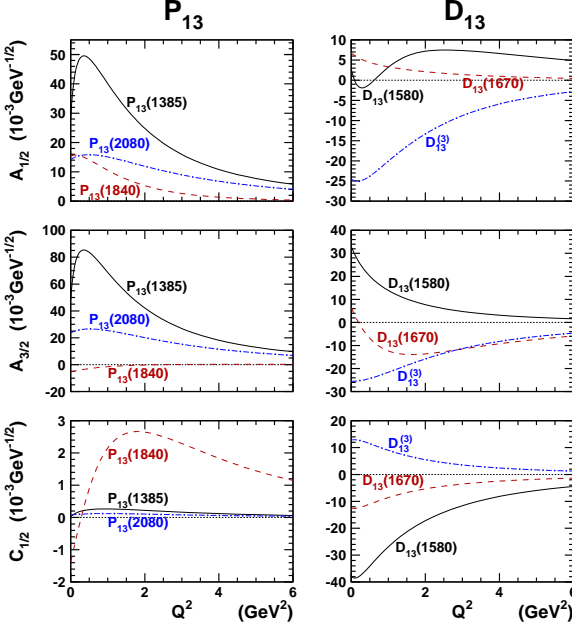 P13 D13
A1/2 (10-3GeV-1/2)
50
40
30
20
10
0
P13(1385)
P13(2080)
P13(1840)
10
5
0
-5
-10
-15
-20
-25
-30
D13(1580)
D13(1670)
D13(3)
A3/2 (10-3GeV-1/2)
100
80
60
40
20
0
-20
P13(1385)
P13(2080)
P13(1840)
40
30
20
10
0
-10
-20
-30
D13(1580)
D13(1670)
D13(3)
C1/2 (10-3GeV-1/2)
3
2
1
0
-1
-2
P13(1840)
P13(1385)
P13(2080)
0 2 4 6
Q2 (GeV2)
20
10
0
-10
-20
-30
-40
D13(3)
D13(1670)
D13(1580)
0 2 4 6
Q2 (GeV2)